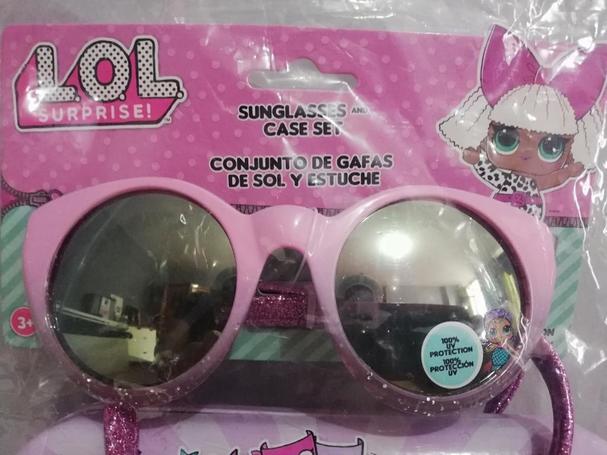 L.O.L.
SURPRISE!
SUNGLASSES AND
CASE SET
CONJUNTO DE GAFAS
DE SOL Y ESTUCHE
3+
100%
UV
PROTECTION
100%
PROTECCIÓN
UV